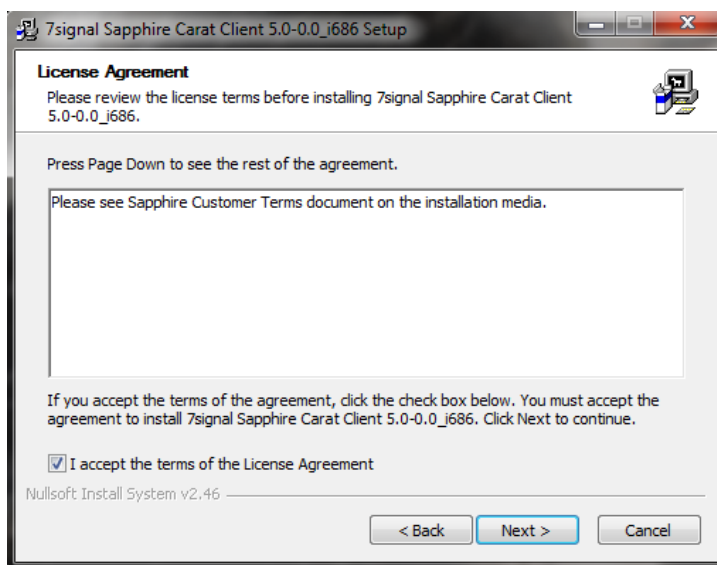 7signal Sapphire Carat Client 5.0-0.0_i686 Setup
License Agreement
Please review the license terms before installing 7signal Sapphire Carat Client
5.0-0.0_i686.
Press Page Down to see the rest of the agreement.
Please see Sapphire Customer Terms document on the installation media.
If you accept the terms of the agreement, click the check box below. You must accept the
agreement to install 7signal Sapphire Carat Client 5.0-0.0_i686. Click Next to continue.
I accept the terms of the License Agreement
Nullsoft Install System v2.46
< Back Next > Cancel